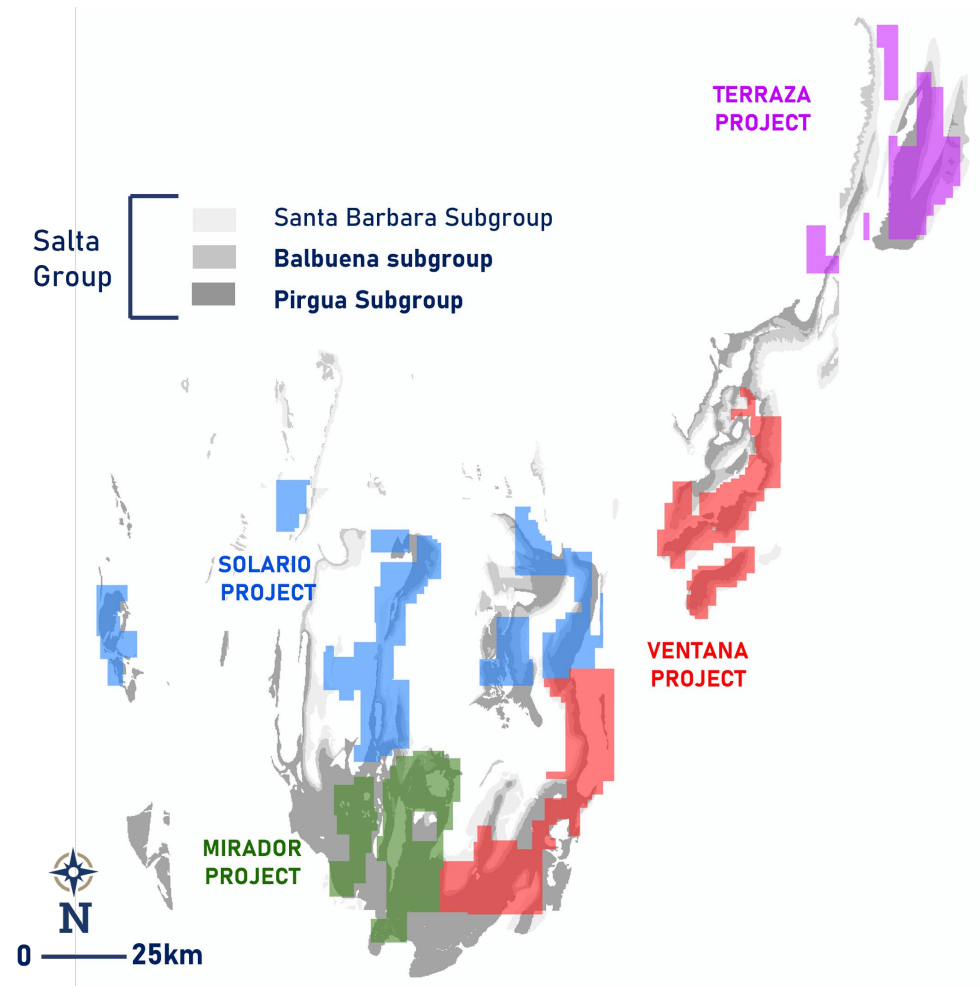 TERRAZA
PROJECT
Salta
Group
Santa Barbara Subgroup
Balbuena subgroup
Pirgua Subgroup
SOLARIO
PROJECT
VENTANA
PROJECT
MIRADOR
PROJECT
N
0 25km